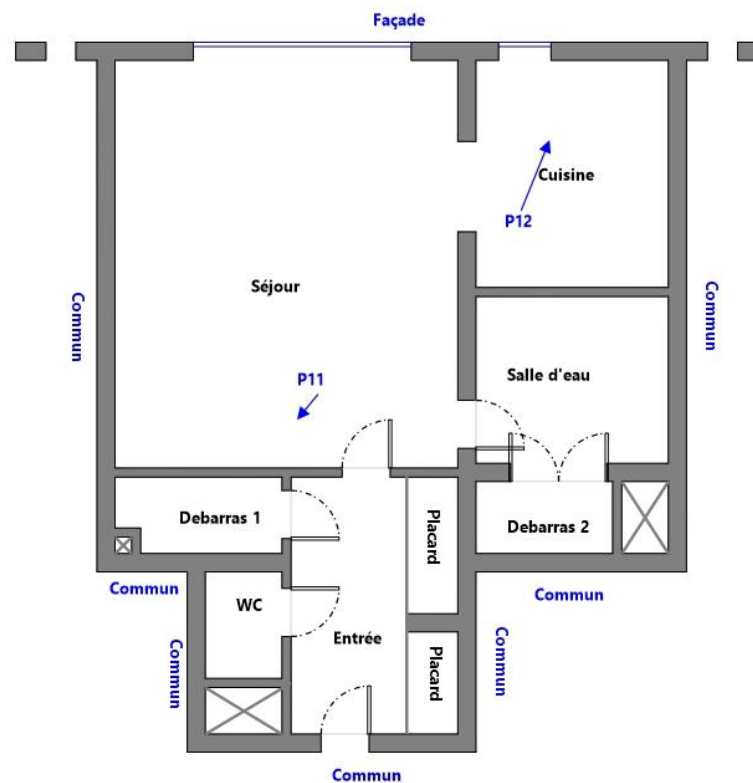 Façade
Cuisine
P12
Séjour
Commun
Commun
P11
Salle d'eau
Debarras 1
Placard
Debarras 2
Commun
WC
Commun
Entrée
Commun
Placard
Commun
Commun